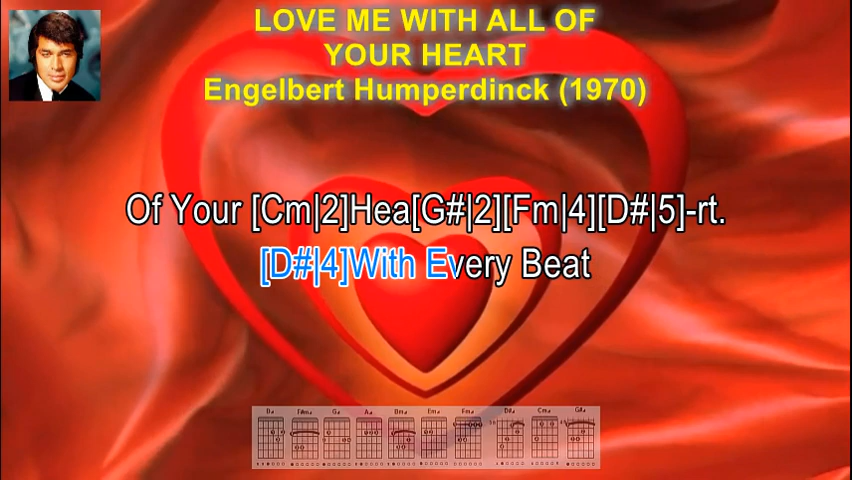 LOVE ME WITH ALL OF
YOUR HEART
Engelbert Humperdinck (1970)
Of Your [Cm|2]Hea[G#|2][Fm|4][D#|5]-rt.
[D#|4]With Every Beat